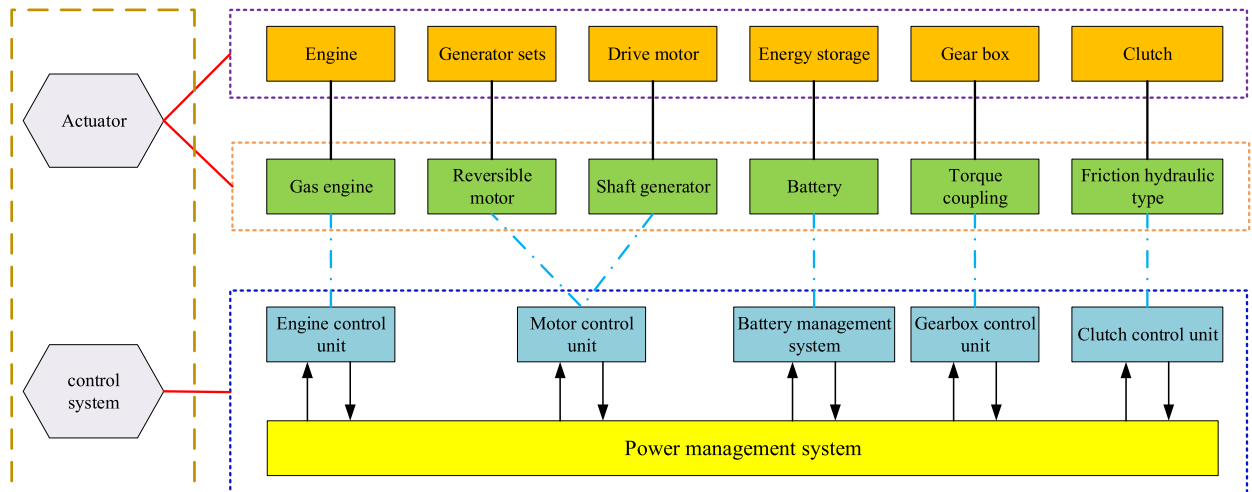 Engine
Generator sets
Drive motor
Energy storage
Gear box
Clutch
Actuator
Gas engine
Reversible
motor
Shaft generator
Battery
Torque
coupling
Friction hydraulic
type
Engine control
unit
Motor control
unit
Battery management
system
Gearbox control
unit
Clutch control unit
control
system
Power management system